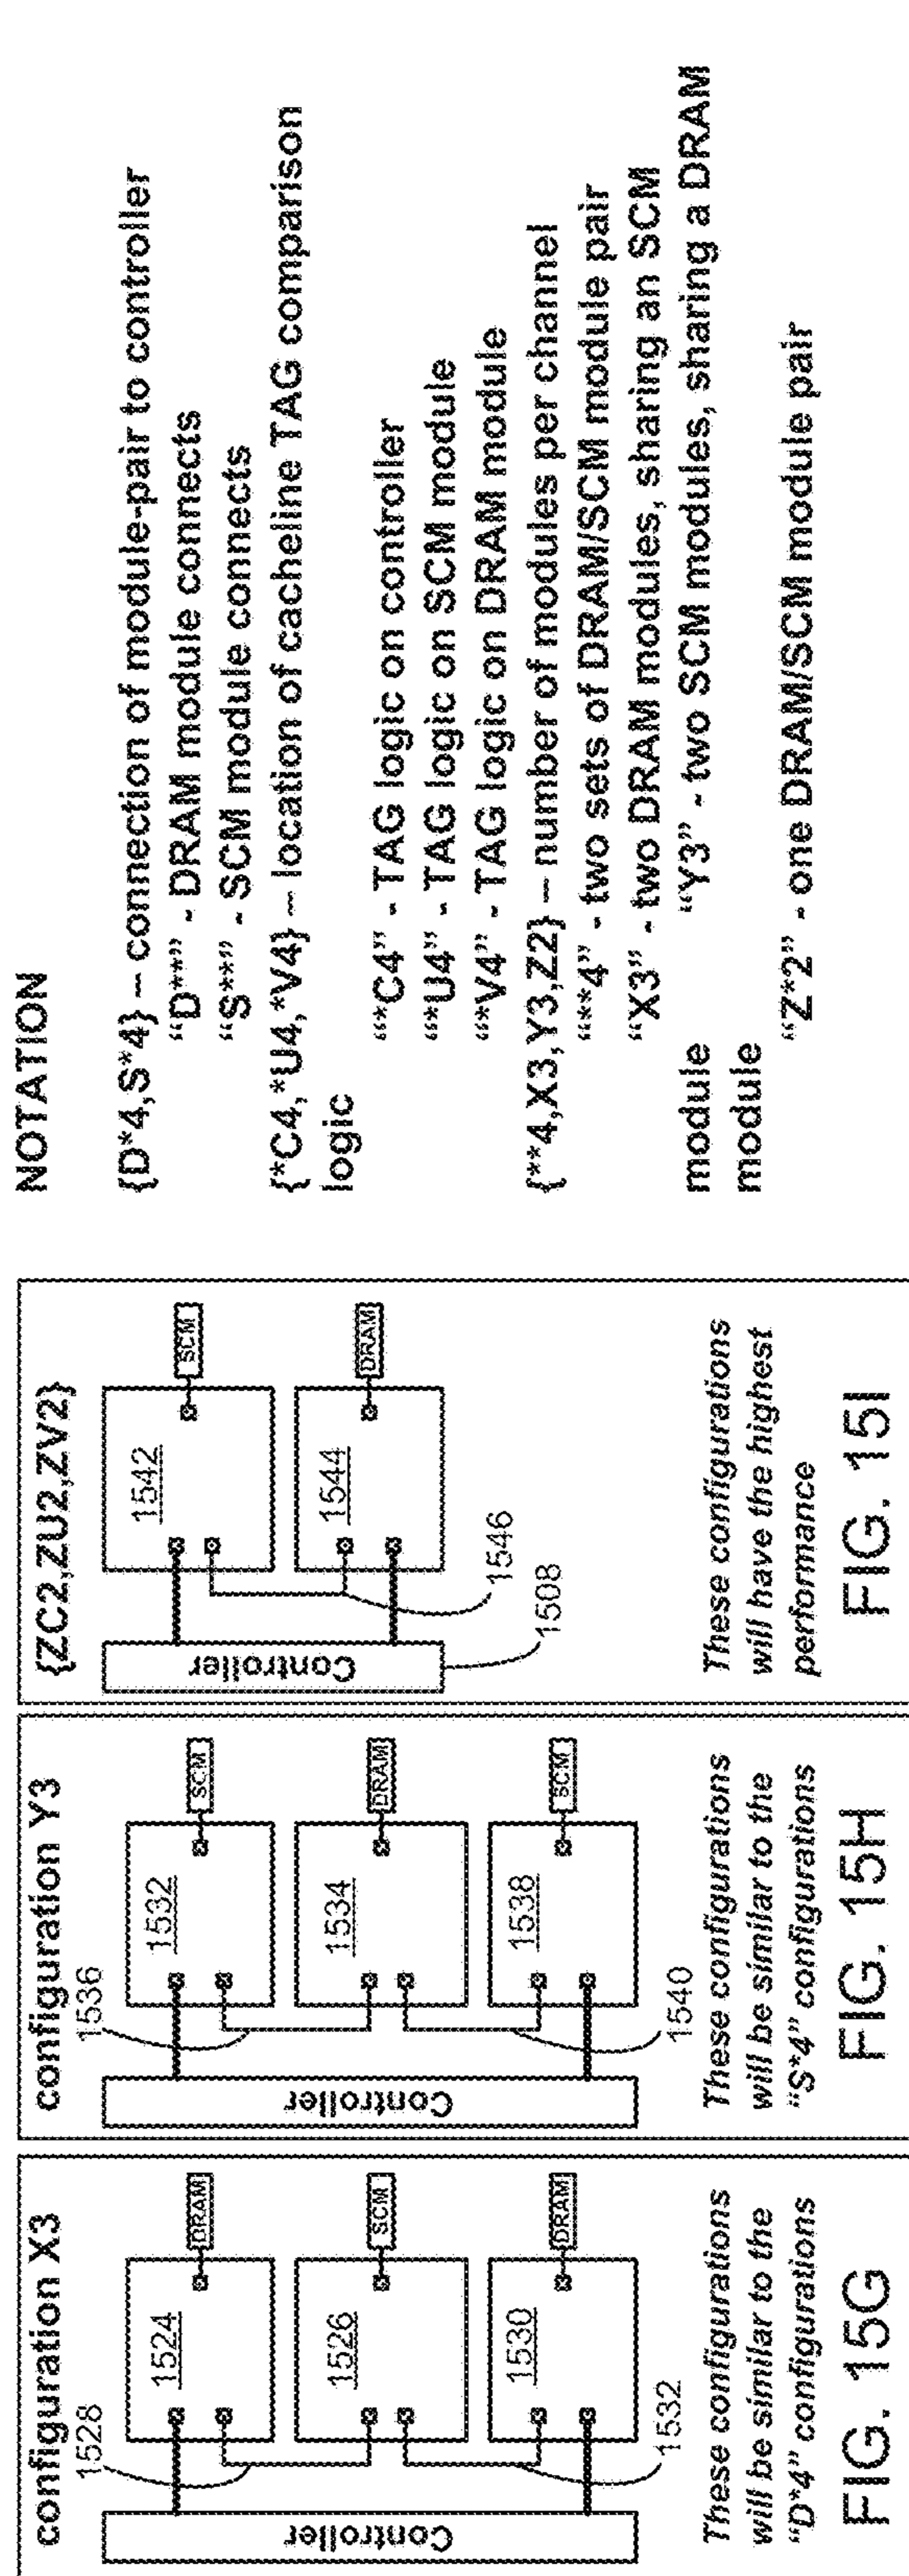 configuration X3
1528
1524
DRAM
1526
SCM
1530
DRAM
1532
Controller
These configurations
will be similar to the
“D*4” configurations
FIG. 15G
configuration Y3
1536
1532
SCM
1534
DRAM
1538
SCM
1540
Controller
These configurations
will be similar to the
“S*4” configurations
FIG. 15H
{ZC2,ZU2,ZV2}
1542
SCM
1544
DRAM
1546
1508
Controller
These configurations
will have the highest
performance
FIG. 15I
NOTATION
{D*4,S*4} – connection of module-pair to controller
“D**” - DRAM module connects
“S**” - SCM module connects
{*C4,*U4,*V4} – location of cacheline TAG comparison
logic
“*C4” - TAG logic on controller
“*U4” - TAG logic on SCM module
“*V4” - TAG logic on DRAM module
{**4,X3,Y3,Z2} – number of modules per channel
“**4” - two sets of DRAM/SCM module pair
“X3” - two DRAM modules, sharing an SCM
module “Y3” - two SCM modules, sharing a DRAM
module
“Z*2” - one DRAM/SCM module pair